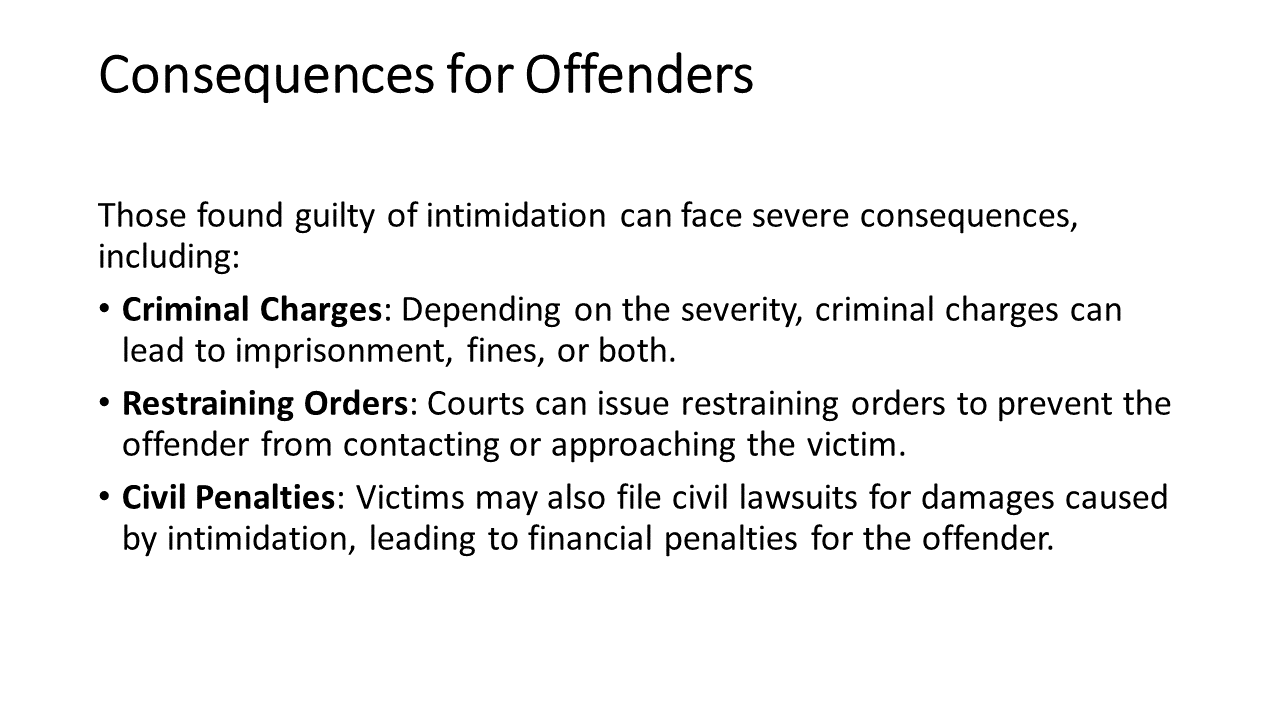 Consequences for Offenders
Those found guilty of intimidation can face severe consequences,
including:
• Criminal Charges: Depending on the severity, criminal charges can
lead to imprisonment, fines, or both.
• Restraining Orders: Courts can issue restraining orders to prevent the
offender from contacting or approaching the victim.
• Civil Penalties: Victims may also file civil lawsuits for damages caused
by intimidation, leading to financial penalties for the offender.